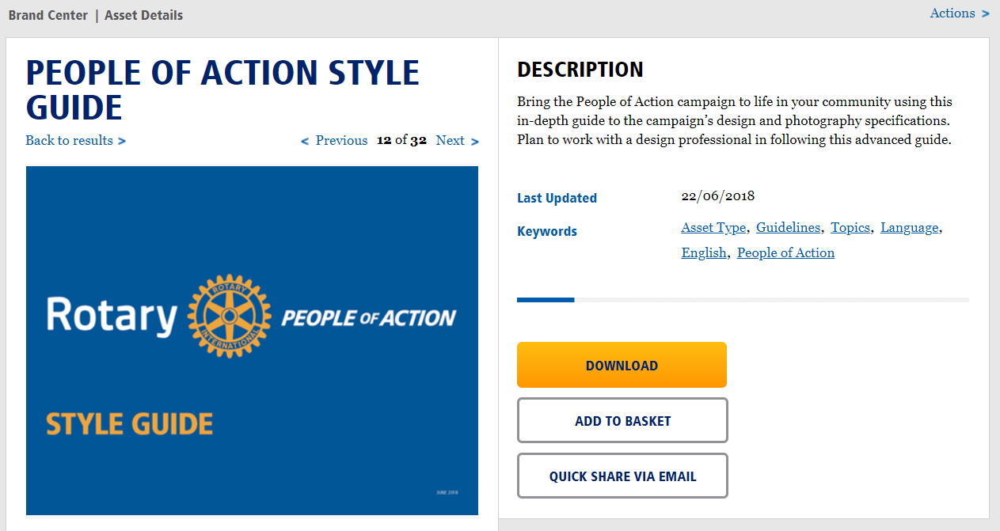 Brand Center | Asset Details
Actions >
PEOPLE OF ACTION STYLE
GUIDE
Back to results >
< Previous 12 of 32 Next >
Rotary
ROTARY
INTERNATIONAL
PEOPLE OF ACTION
STYLE GUIDE
JUNE 2018
DESCRIPTION
Bring the People of Action campaign to life in your community using this
in-depth guide to the campaign’s design and photography specifications.
Plan to work with a design professional in following this advanced guide.
Last Updated 22/06/2018
Keywords Asset Type, Guidelines, Topics, Language,
English, People of Action
DOWNLOAD
ADD TO BASKET
QUICK SHARE VIA EMAIL